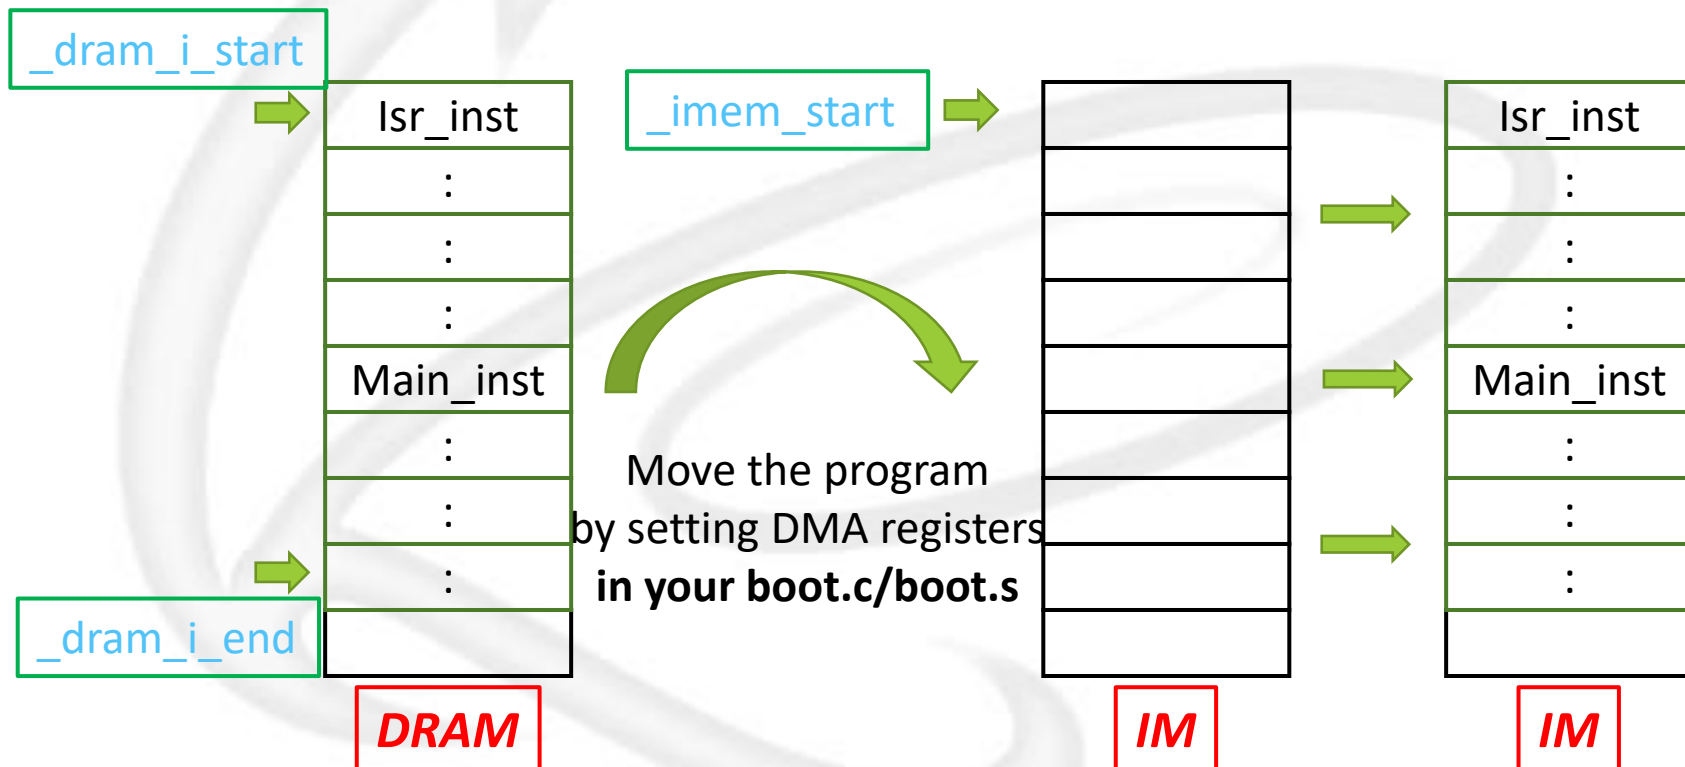 _dram_i_start
_imem_start
Isr_inst
:
:
:
Main_inst
:
:
:
_dram_i_end
DRAM
Move the program
by setting DMA registers
in your boot.c/boot.s
IM
Isr_inst
:
:
:
Main_inst
:
:
:
IM